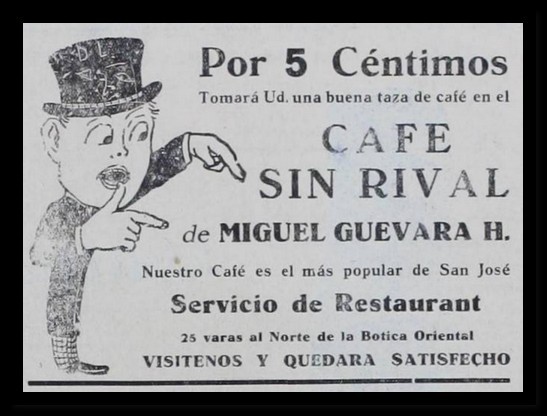 Por 5 Céntimos
Tomará Ud. una buena taza de café en el
CAFE
SIN RIVAL
de MIGUEL GUEVARA H.
Nuestro Café es el más popular de San José
Servicio de Restaurant
25 varas al Norte de la Botica Oriental
VISITENOS Y QUEDARA SATISFECHO